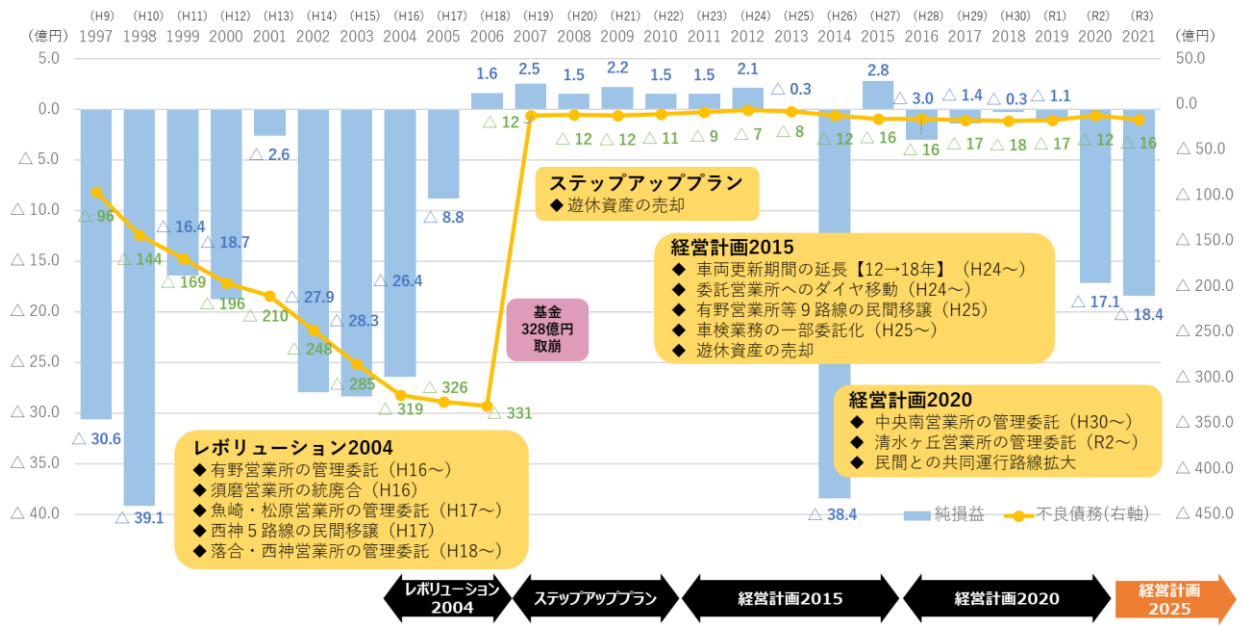 (H9) (H10) (H11) (H12) (H13) (H14) (H15) (H16) (H17) (H18) (H19) (H20) (H21) (H22) (H23) (H24) (H25) (H26) (H27) (H28) (H29) (H30) (R1) (R2) (R3)
(億円) 1997 1998 1999 2000 2001 2002 2003 2004 2005 2006 2007 2008 2009 2010 2011 2012 2013 2014 2015 2016 2017 2018 2019 2020 2021 (億円)
5.0
0.0
△ 5.0
△ 10.0
△ 15.0
△ 20.0
△ 25.0
△ 30.0
△ 35.0
△ 40.0
50.0
0.0
△ 50.0
△ 100.0
△ 150.0
△ 200.0
△ 250.0
△ 300.0
△ 350.0
△ 400.0
△ 450.0
△ 30.6
△ 39.1
△ 16.4
△ 18.7
△ 2.6
△ 27.9
△ 28.3
△ 26.4
△ 8.8
1.6
2.5
1.5
2.2
1.5
1.5
2.1
△ 0.3
△ 38.4
2.8
△ 3.0
△ 1.4
△ 0.3
△ 1.1
△ 17.1
△ 18.4
△ 96
△ 144
△ 169
△ 196
△ 210
△ 248
△ 285
△ 319
△ 326
△ 331
△ 12
△ 12
△ 12
△ 11
△ 9
△ 7
△ 8
△ 12
△ 16
△ 16
△ 17
△ 18
△ 17
△ 12
△ 16
ステップアッププラン
◆ 遊休資産の売却
基金
328億円
取崩
経営計画2015
◆ 車両更新期間の延長【12→18年】(H24～)
◆ 委託営業所へのダイヤ移動(H24～)
◆ 有野営業所等９路線の民間移譲(H25)
◆ 車検業務の一部委託化(H25～)
◆ 遊休資産の売却
経営計画2020
◆ 中央南営業所の管理委託(H30～)
◆ 清水ヶ丘営業所の管理委託(R2～)
◆ 民間との共同運行路線拡大
レボリューション2004
◆ 有野営業所の管理委託(H16～)
◆ 須磨営業所の統廃合(H16)
◆ 魚崎・松原営業所の管理委託(H17～)
◆ 西神５路線の民間移譲(H17)
◆ 落合・西神営業所の管理委託(H18～)
純損益 不良債務(右軸)
レボリューション
2004
ステップアッププラン
経営計画2015
経営計画2020
経営計画
2025